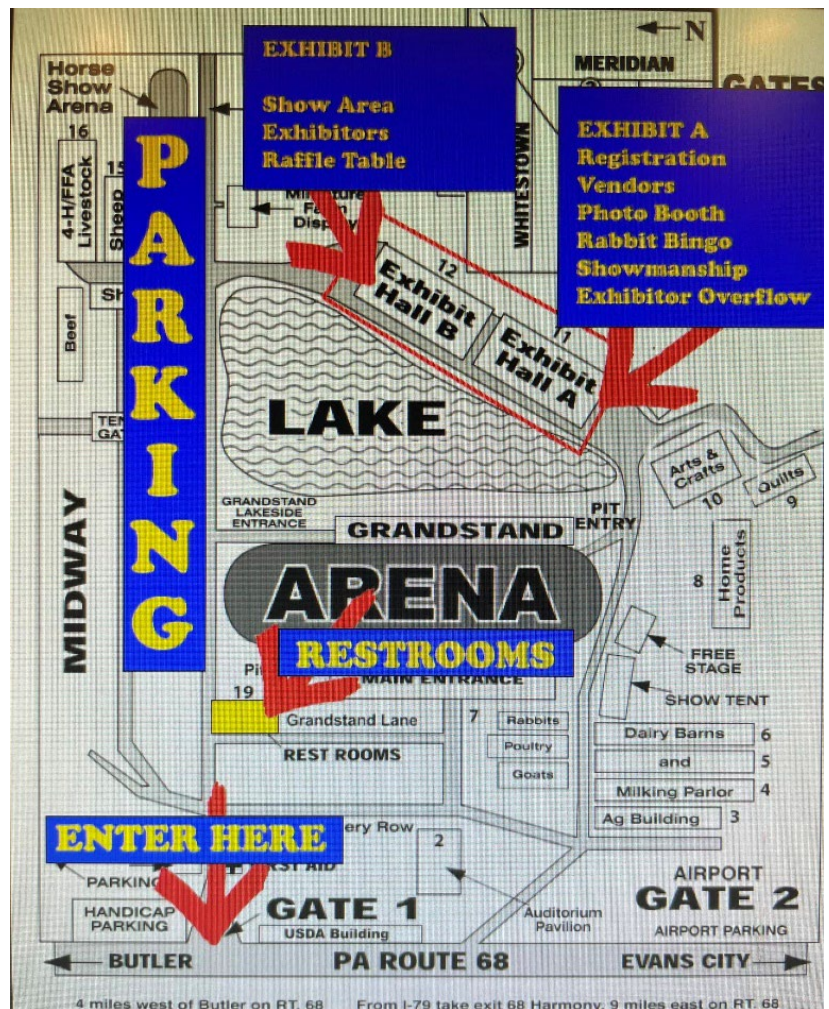 EXHIBIT B
Show Area
Exhibitors
Raffle Table
N
MERIDIAN
GATES
Horse
Show
Arena
16
4-H/FFA
Livestock
15
Sheep
PARKING
WHITESTOWN
EXHIBIT A
Registration
Vendors
Photo Booth
Rabbit Bingo
Showmanship
Exhibitor Overflow
Display
12
Exhibit
Hall B
11
Exhibit
Hall A
Beef
LAKE
MIDWAY
GRANDSTAND
LAKESIDE
ENTRANCE
GRANDSTAND
PIT
ENTRY
Arts &
Crafts
10
Quilts
9
ARENA
8
Home
Products
RESTROOMS
MAIN ENTRANCE
FREE
STAGE
SHOW TENT
19
Grandstand Lane
REST ROOMS
7
Rabbits
Poultry
Goats
Dairy Barns
6
and
5
Milking Parlor
4
Ag Building
3
ENTER HERE
ery Row
2
PARKING
HANDICAP
PARKING
GATE 1
USDA Building
Auditorium
Pavilion
AIRPORT
GATE 2
AIRPORT PARKING
BUTLER
PA ROUTE 68
EVANS CITY
4 miles west of Butler on RT. 68
From I-79 take exit 68 Harmony, 9 miles east on RT. 68